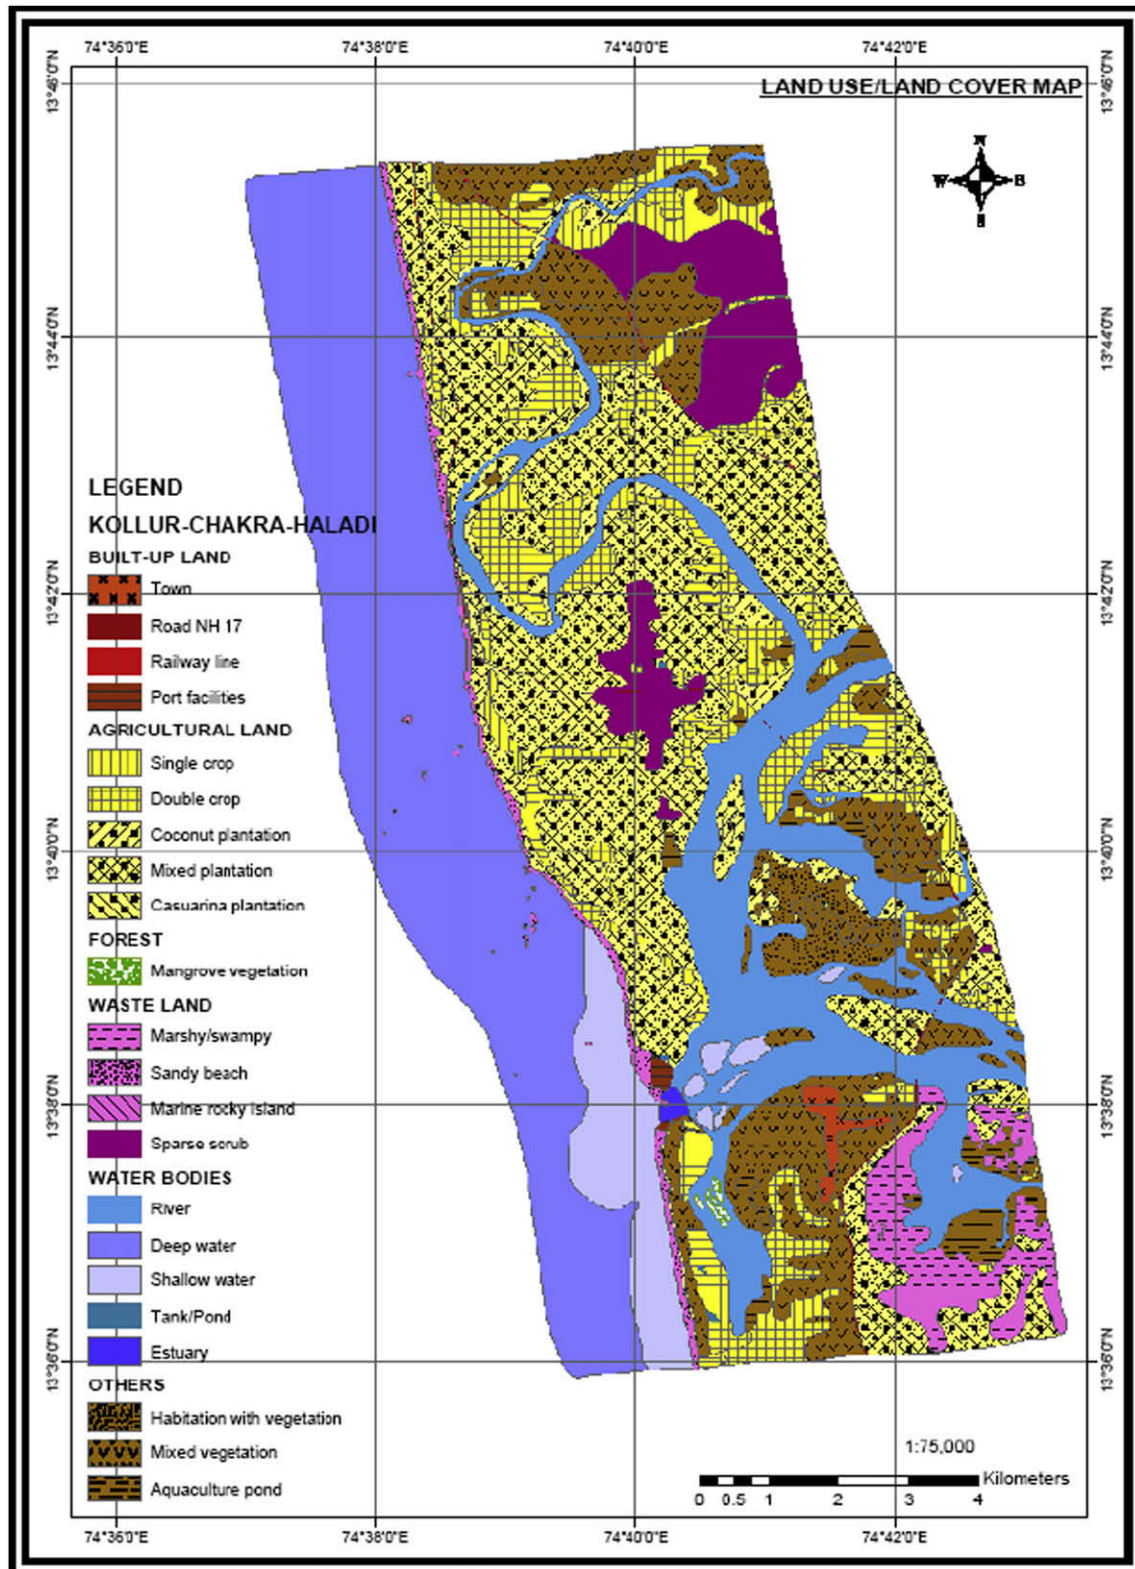 74°36'0"E 74°38'0"E 74°40'0"E 74°42'0"E
13°46'0"N 13°46'0"N
LAND USE/LAND COVER MAP
N
W E
S
13°44'0"N 13°44'0"N
LEGEND
KOLLUR-CHAKRA-HALADI
BUILT-UP LAND
Town
13°42'0"N 13°42'0"N
Road NH 17
Railway line
Port facilities
AGRICULTURAL LAND
Single crop
Double crop
Coconut plantation
13°40'0"N 13°40'0"N
Mixed plantation
Casuarina plantation
FOREST
Mangrove vegetation
WASTE LAND
Marshy/swampy
Sandy beach
Marine rocky island
13°38'0"N 13°38'0"N
Sparse scrub
WATER BODIES
River
Deep water
Shallow water
Tank/Pond
Estuary
13°36'0"N 13°36'0"N
OTHERS
Habitation with vegetation
Mixed vegetation
Aquaculture pond
1:75,000
Kilometers
0 0.5 1 2 3 4
74°36'0"E 74°38'0"E 74°40'0"E 74°42'0"E